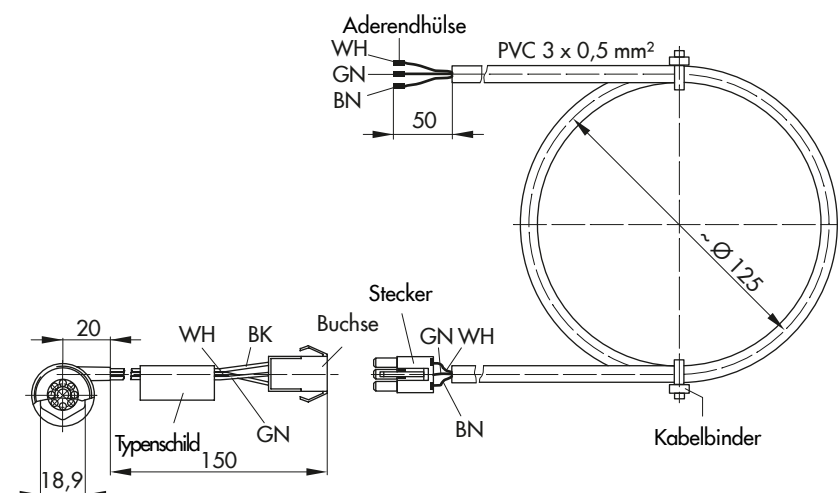 Aderendhülse
WH
GN
BN
PVC 3 x 0,5 mm²
50
~ Ø 125
Stecker
GN WH
BN
Kabelbinder
20
WH
BK
Buchse
GN
Typenschild
150
18,9